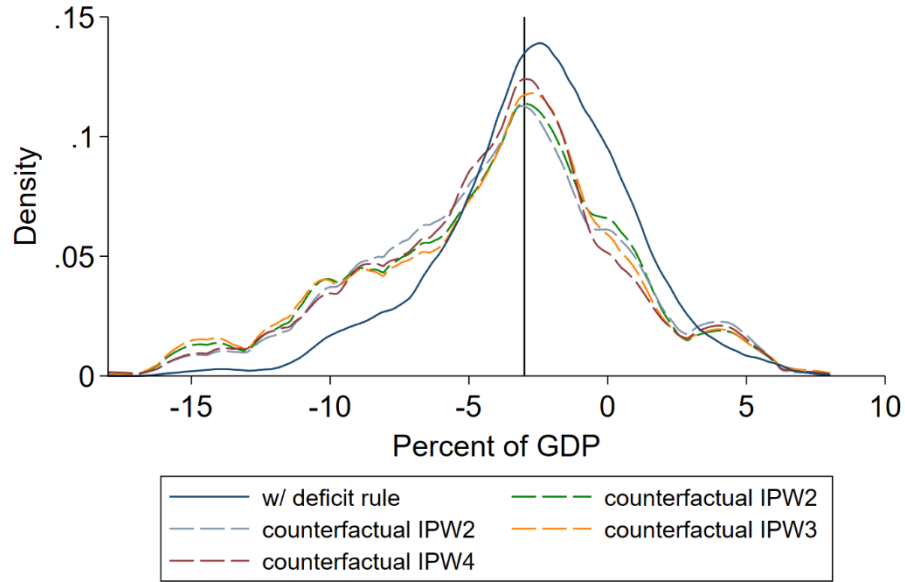 .15
.1
.05
0
Density
-15 -10 -5 0 5 10
Percent of GDP
w/ deficit rule counterfactual IPW2
counterfactual IPW2 counterfactual IPW3
counterfactual IPW4